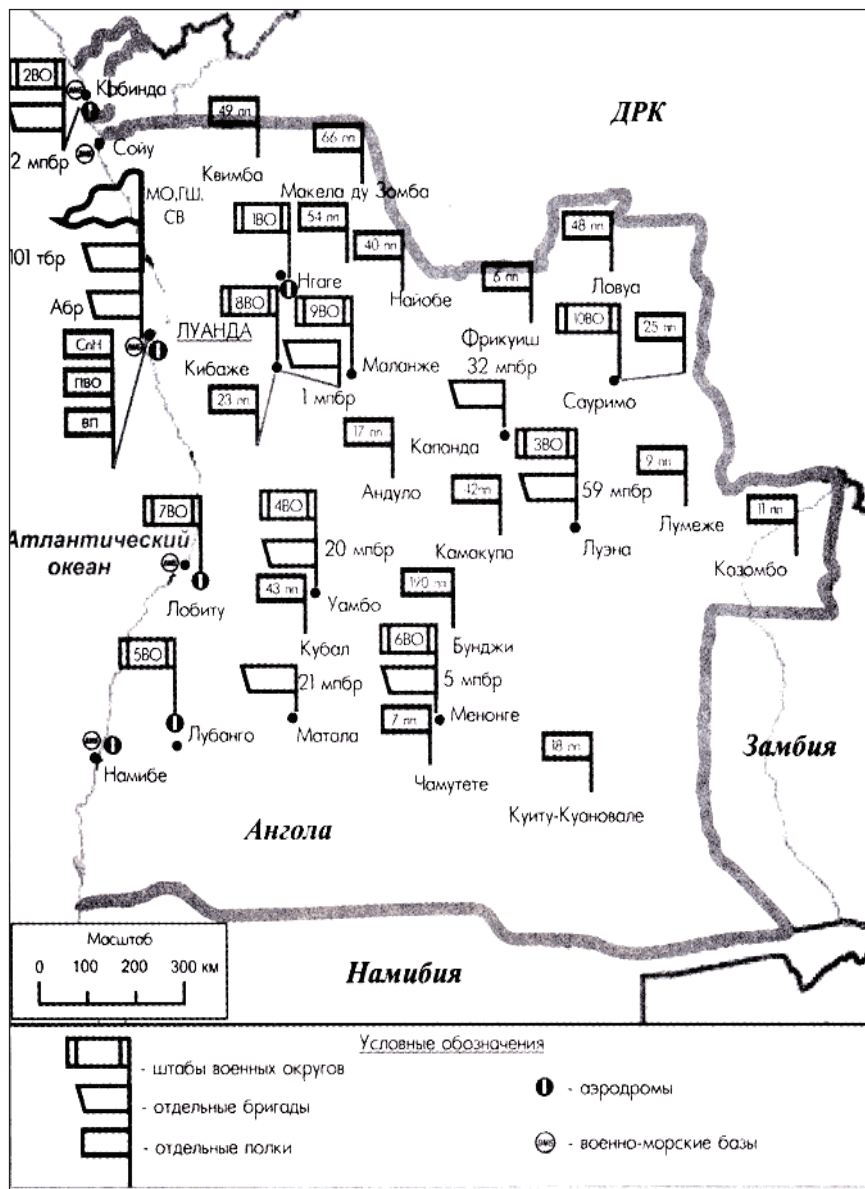 2ВО
Кабинда
49 пп
ДРК
66 пп
2 мпбр
Сойу
Квимба
Макела ду Зомба
МО,ГШ.
СВ
1ВО
54 пп
48 пп
40 пп
101 тбр
Нгаге
6 пп
Ловуа
Найобе
8ВО
9ВО
Абр
10ВО
25 пп
СпН
ЛУАНДА
Фрикуиш
32 мпбр
Кибаже
Маланже
ПВО
1 мпбр
Сауримо
23 пп
ВП
17 пп
Капонда
3ВО
9 пп
Андуло
42пп
59 мпбр
Лумеже
4ВО
7ВО
11 пп
Атлантический
океан
20 мпбр
Камакупа
Луэна
Казомбо
43 пп
Уамбо
190 пп
Лобиту
Кубал
Бунджи
6ВО
5ВО
21 мпбр
5 мпбр
7 пп
Менонге
Лубанго
Матала
18 пп
Замбия
Намибе
Чамутете
Куиту-Куановале
Ангола
Масштаб
0 100 200 300 км
Намибия
Условные обозначения
- штабы военных округов
- аэродромы
- отдельные бригады
- отдельные полки
- военно-морские базы